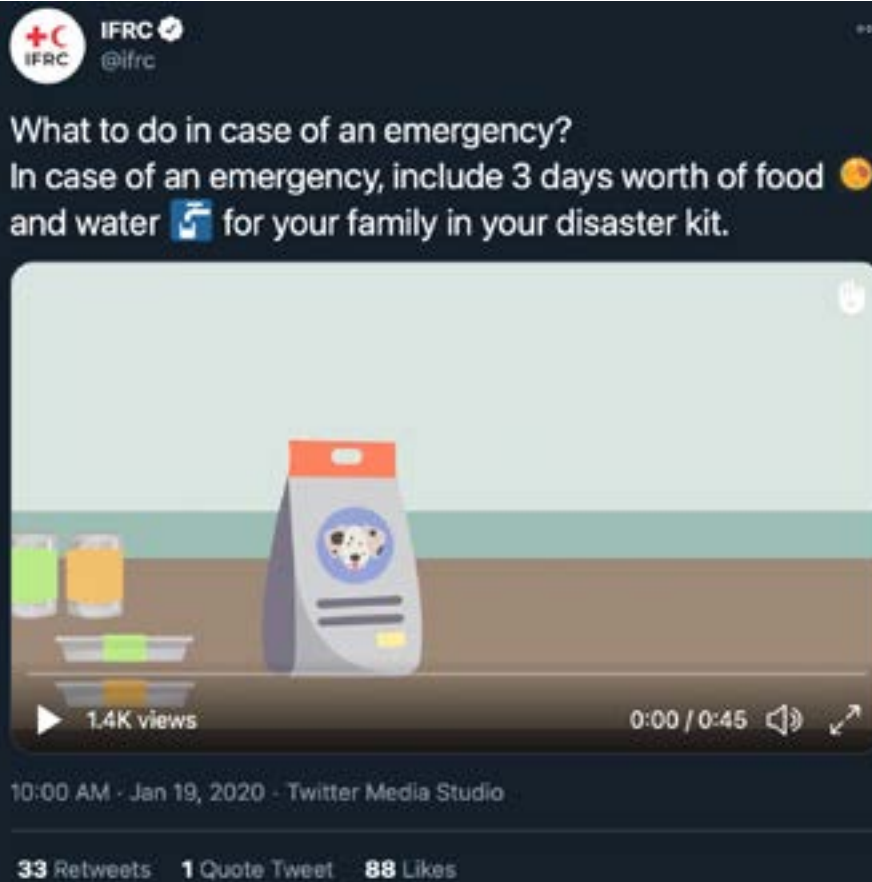 IFRC
IFRC
@ifrc
What to do in case of an emergency?
In case of an emergency, include 3 days worth of food
and water for your family in your disaster kit.
1.4K views
0:00 / 0:45
10:00 AM · Jan 19, 2020 · Twitter Media Studio
33 Retweets 1 Quote Tweet 88 Likes